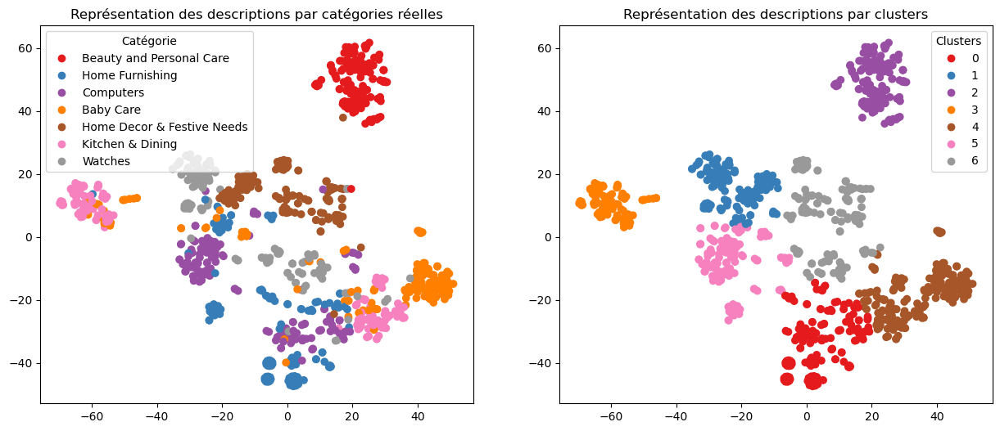 Représentation des descriptions par catégories réelles
Catégorie
Beauty and Personal Care
Home Furnishing
Computers
Baby Care
Home Decor & Festive Needs
Kitchen & Dining
Watches
60
40
20
0
−20
−40
−60
−40
−20
0
20
40
Représentation des descriptions par clusters
Clusters
0
1
2
3
4
5
6
60
40
20
0
−20
−40
−60
−40
−20
0
20
40